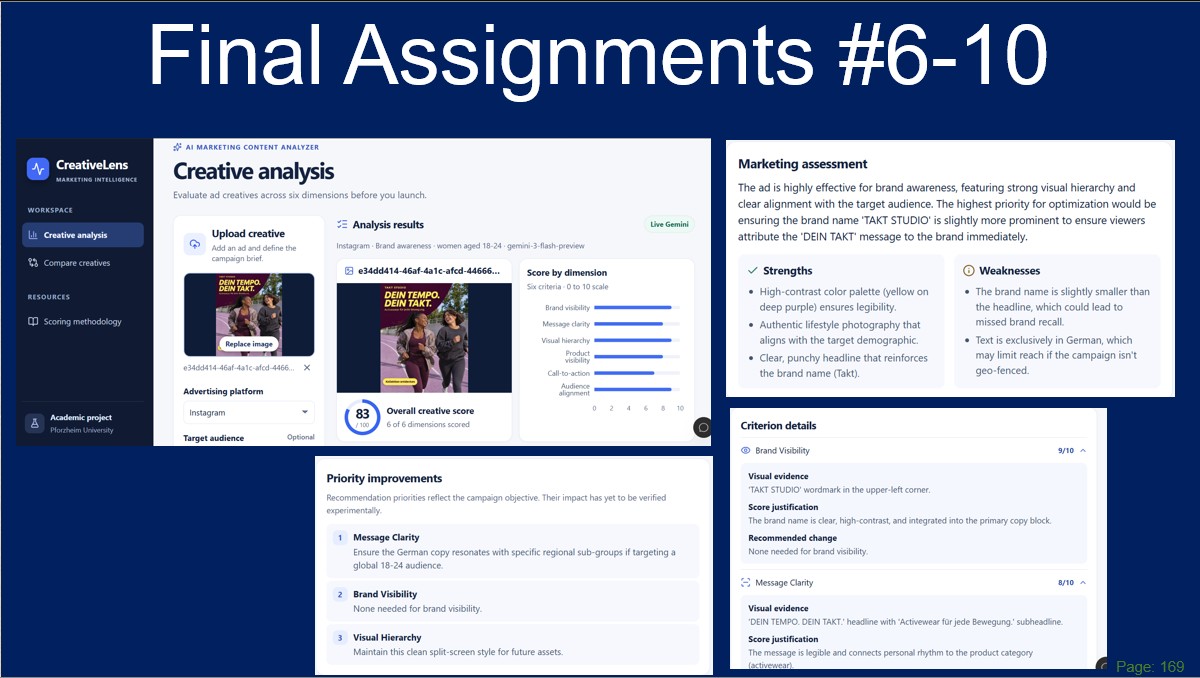 Final Assignments #6-10
CreativeLens
MARKETING INTELLIGENCE
WORKSPACE
Creative analysis
Compare creatives
RESOURCES
Scoring methodology
Academic project
Pforzheim University
AI MARKETING CONTENT ANALYZER
Creative analysis
Evaluate ad creatives across six dimensions before you launch.
Upload creative
Add an ad and define the
campaign brief.
TAKT STUDIO
DEIN TEMPO.
DEIN TAKT.
Replace image
e34dd414-46af-4a1c-afcd-4466...
Advertising platform
Instagram
Target audience
Optional
Analysis results
Live Gemini
Instagram · Brand awareness · women aged 18-24 · gemini-3-flash-preview
e34dd414-46af-4a1c-afcd-44666...
TAKT STUDIO
DEIN TEMPO.
DEIN TAKT.
83
/ 100
Overall creative score
6 of 6 dimensions scored
Score by dimension
Six criteria · 0 to 10 scale
Brand visibility
Message clarity
Visual hierarchy
Product
visibility
Call-to-action
Audience
alignment
0 2 4 6 8 10
Marketing assessment
The ad is highly effective for brand awareness, featuring strong visual hierarchy and
clear alignment with the target audience. The highest priority for optimization would be
ensuring the brand name 'TAKT STUDIO' is slightly more prominent to ensure viewers
attribute the 'DEIN TAKT' message to the brand immediately.
Strengths
• High-contrast color palette (yellow on
deep purple) ensures legibility.
• Authentic lifestyle photography that
aligns with the target demographic.
• Clear, punchy headline that reinforces
the brand name (Takt).
Weaknesses
• The brand name is slightly smaller than
the headline, which could lead to
missed brand recall.
• Text is exclusively in German, which
may limit reach if the campaign isn't
geo-fenced.
Priority improvements
Recommendation priorities reflect the campaign objective. Their impact has yet to be verified
experimentally.
1 Message Clarity
Ensure the German copy resonates with specific regional sub-groups if targeting a
global 18-24 audience.
2 Brand Visibility
None needed for brand visibility.
3 Visual Hierarchy
Maintain this clean split-screen style for future assets.
Criterion details
Brand Visibility 9/10
Visual evidence
'TAKT STUDIO' wordmark in the upper-left corner.
Score justification
The brand name is clear, high-contrast, and integrated into the primary copy block.
Recommended change
None needed for brand visibility.
Message Clarity 8/10
Visual evidence
'DEIN TEMPO. DEIN TAKT.' headline with 'Activewear für jede Bewegung.' subheadline.
Score justification
The message is legible and connects personal rhythm to the product category
(activewear).
Page: 169